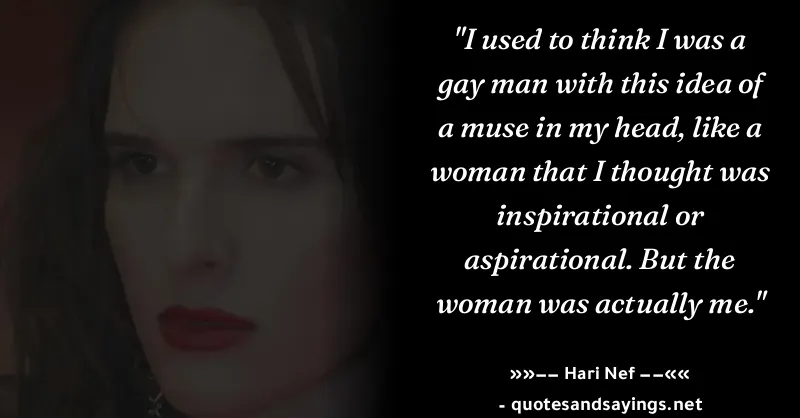 "I used to think I was a
gay man with this idea of
a muse in my head, like a
woman that I thought was
inspirational or
aspirational. But the
woman was actually me."
»»−− Hari Nef −−««
- quotesandsayings.net